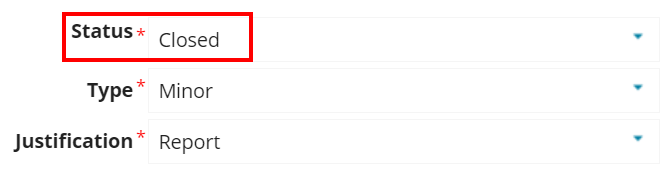 Status * Closed
Type * Minor
Justification * Report